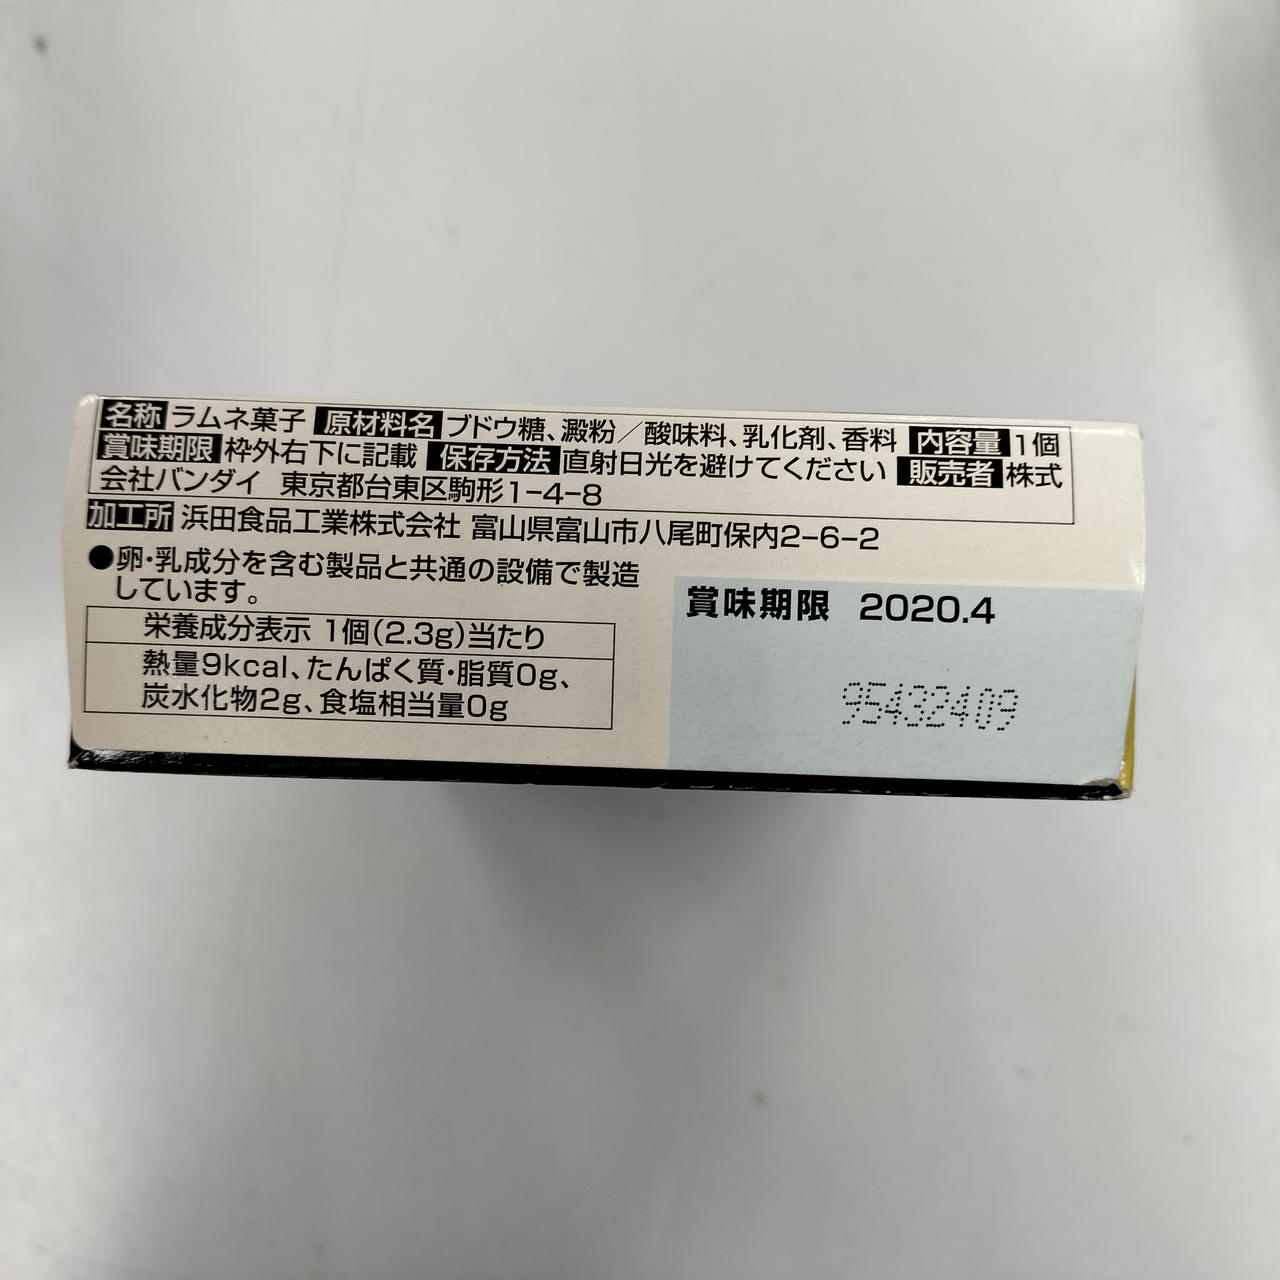 名称 ラムネ菓子 原材料名 ブドウ糖、澱粉／酸味料、乳化剤、香料 内容量 1個
賞味期限 枠外右下に記載 保存方法 直射日光を避けてください 販売者 株式
会社バンダイ 東京都台東区駒形1-4-8
加工所 浜田食品工業株式会社 富山県富山市八尾町保内2-6-2
●卵・乳成分を含む製品と共通の設備で製造
しています。
栄養成分表示 1個(2.3g)当たり
熱量9kcal、たんぱく質・脂質0g、
炭水化物2g、食塩相当量0g
賞味期限 2020.4
95432409